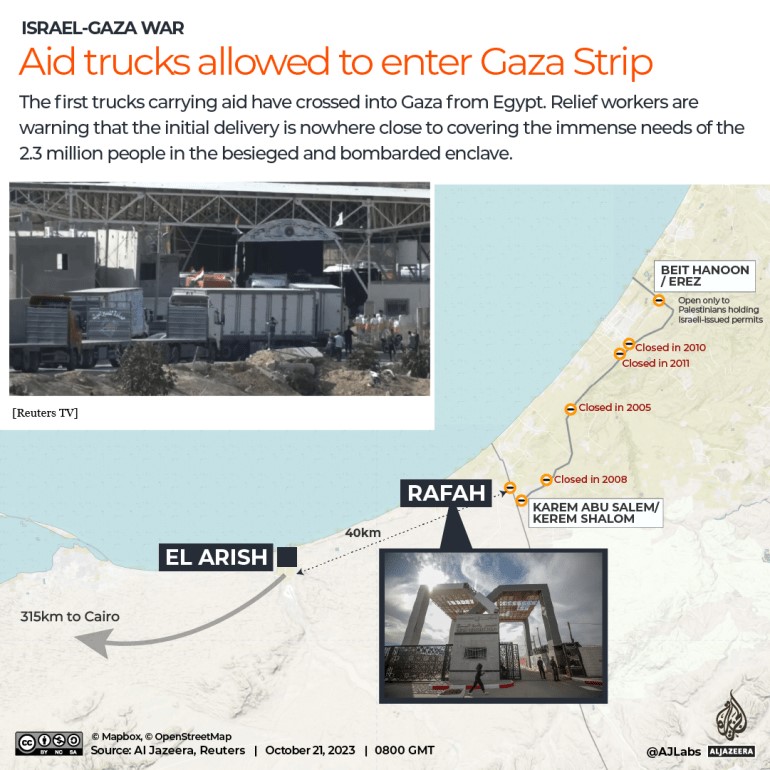 ISRAEL-GAZA WAR
Aid trucks allowed to enter Gaza Strip
The first trucks carrying aid have crossed into Gaza from Egypt. Relief workers are
warning that the initial delivery is nowhere close to covering the immense needs of the
2.3 million people in the besieged and bombarded enclave.
[Reuters TV]
BEIT HANOON
/ EREZ
Open only to
Palestinians holding
Israeli-issued permits
Closed in 2010
Closed in 2011
Closed in 2005
Closed in 2008
RAFAH
KAREM ABU SALEM/
KEREM SHALOM
40km
EL ARISH
315km to Cairo
CC BY NC SA
© Mapbox, © OpenStreetMap
Source: Al Jazeera, Reuters | October 21, 2023 | 0800 GMT
@AJLabs
ALJAZEERA